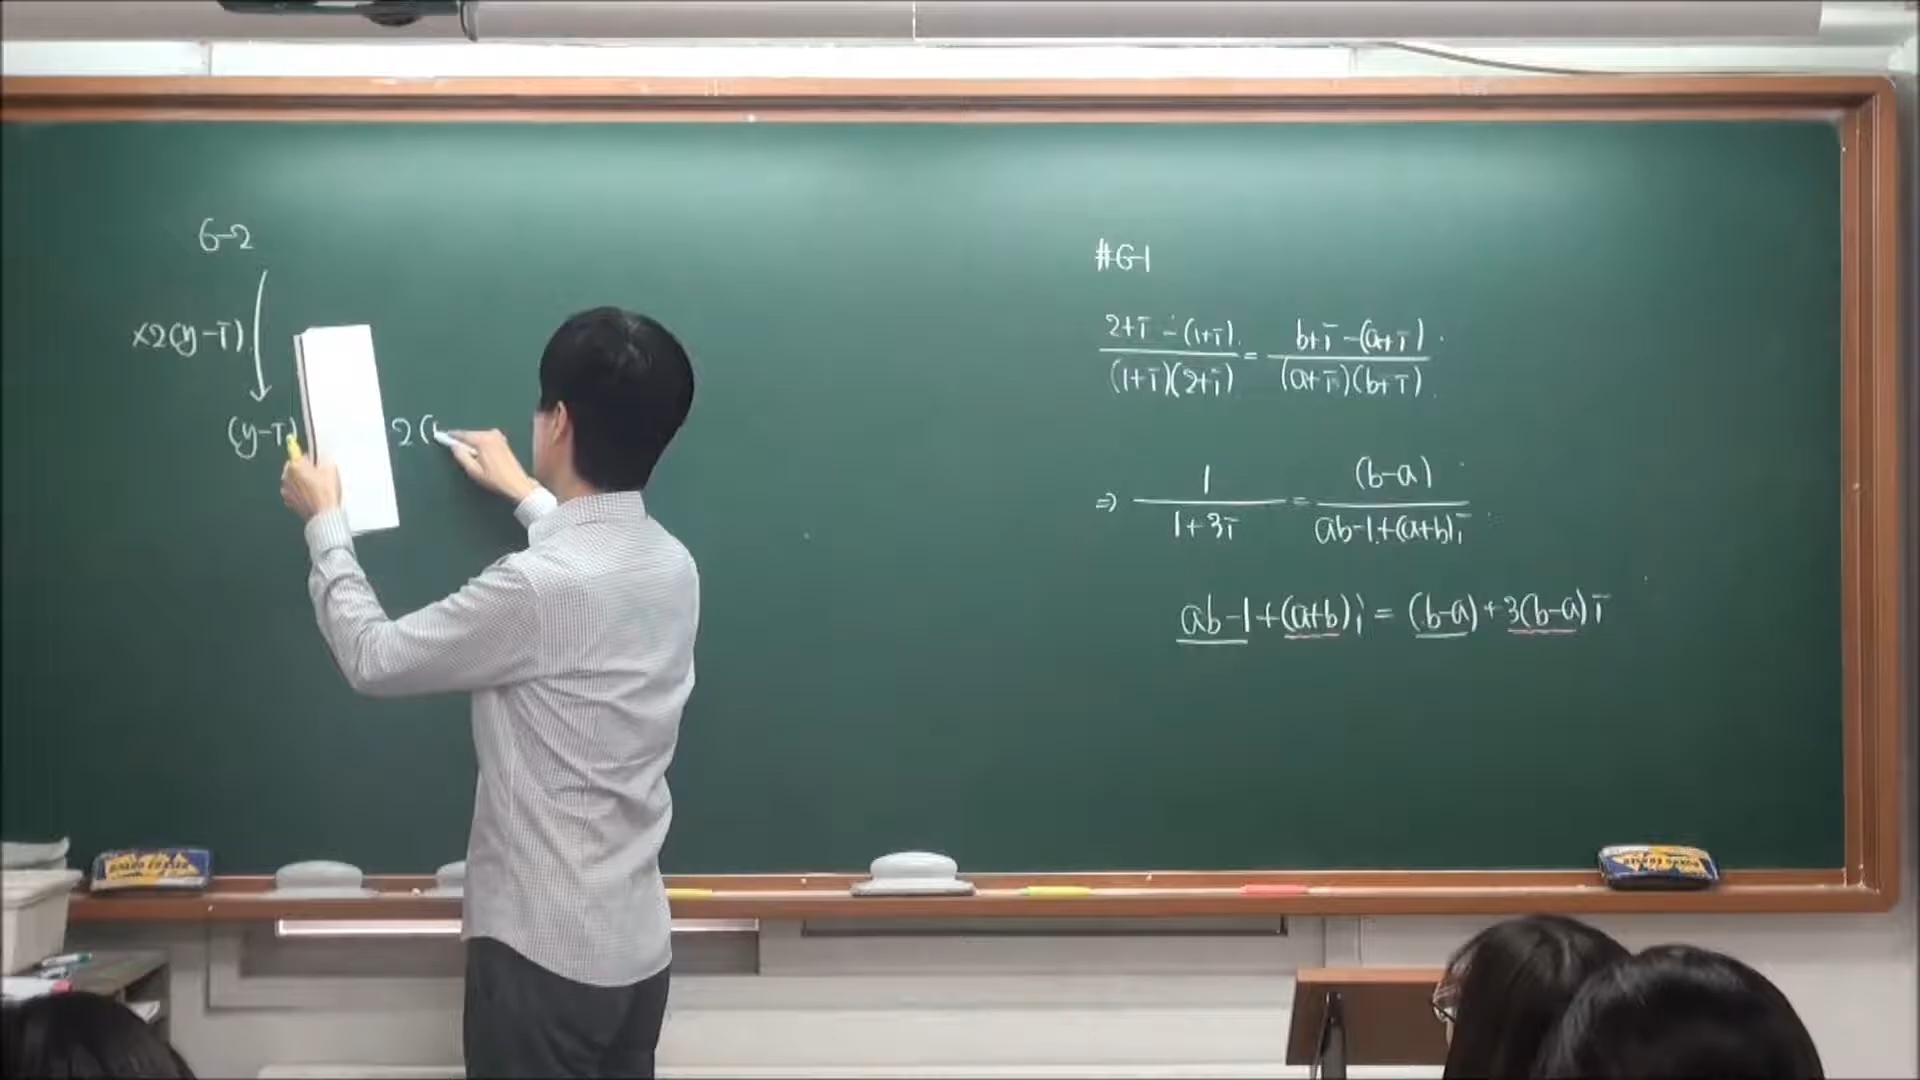 6-2
×2(y-i)
(y-i)
2(
#6-1
2+i -(1+i) / (1+i)(2+i) = b+i -(a+i) / (a+i)(b+i)
⇒ 1 / 1+3i = (b-a) / ab-1+(a+b)i
ab-1+(a+b)i = (b-a)+3(b-a)i